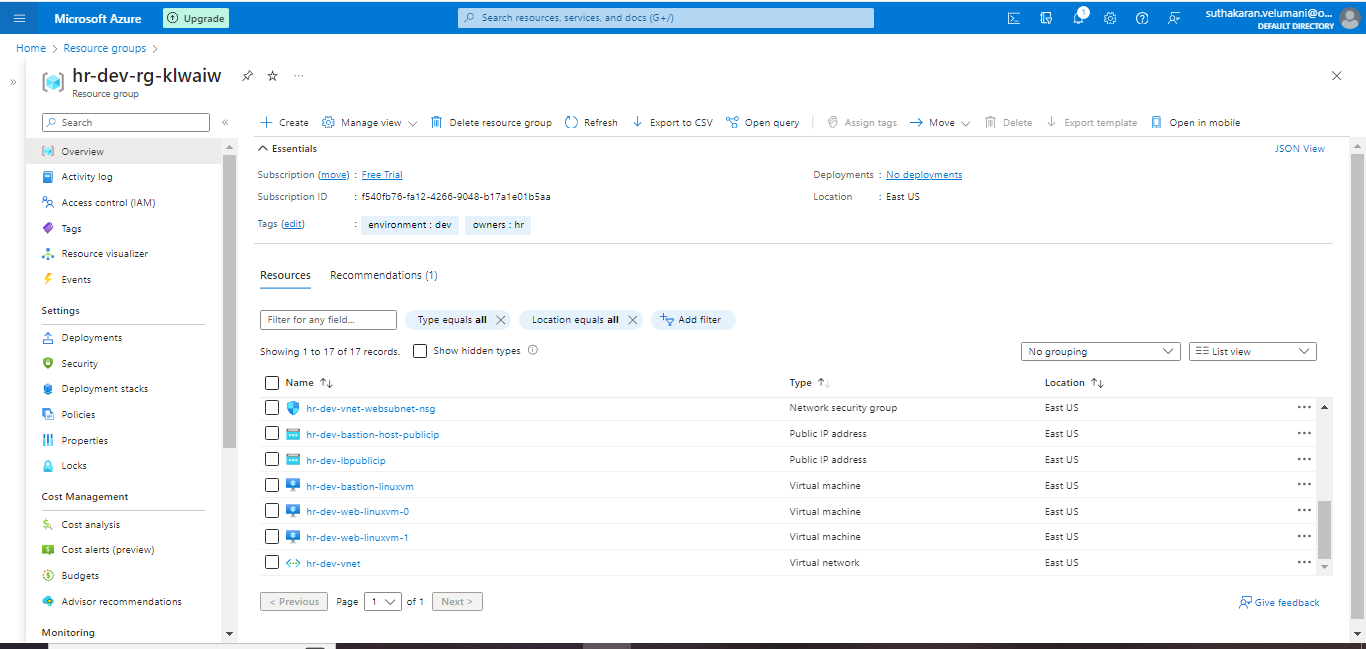 Microsoft Azure
Upgrade
Search resources, services, and docs (G+/)
1
suthakaran.velumani@o...
DEFAULT DIRECTORY
Home > Resource groups >
»
hr-dev-rg-klwaiw
...
Resource group
Search
«
Create
Manage view
Delete resource group
Refresh
Export to CSV
Open query
Assign tags
Move
Delete
Export template
Open in mobile
Overview
Activity log
Access control (IAM)
Tags
Resource visualizer
Events
Settings
Deployments
Security
Deployment stacks
Policies
Properties
Locks
Cost Management
Cost analysis
Cost alerts (preview)
Budgets
Advisor recommendations
Monitoring
Essentials
JSON View
Subscription (move) : Free Trial
Deployments : No deployments
Subscription ID : f540fb76-fa12-4266-9048-b17a1e01b5aa
Location : East US
Tags (edit) : environment : dev owners : hr
Resources Recommendations (1)
Filter for any field...
Type equals all
Location equals all
Add filter
Showing 1 to 17 of 17 records.
Show hidden types
No grouping
List view
Name Type Location
hr-dev-vnet-websubnet-nsg Network security group East US ...
hr-dev-bastion-host-publicip Public IP address East US ...
hr-dev-lbpublicip Public IP address East US ...
hr-dev-bastion-linuxvm Virtual machine East US ...
hr-dev-web-linuxvm-0 Virtual machine East US ...
hr-dev-web-linuxvm-1 Virtual machine East US ...
hr-dev-vnet Virtual network East US ...
< Previous Page 1 of 1 Next >
Give feedback